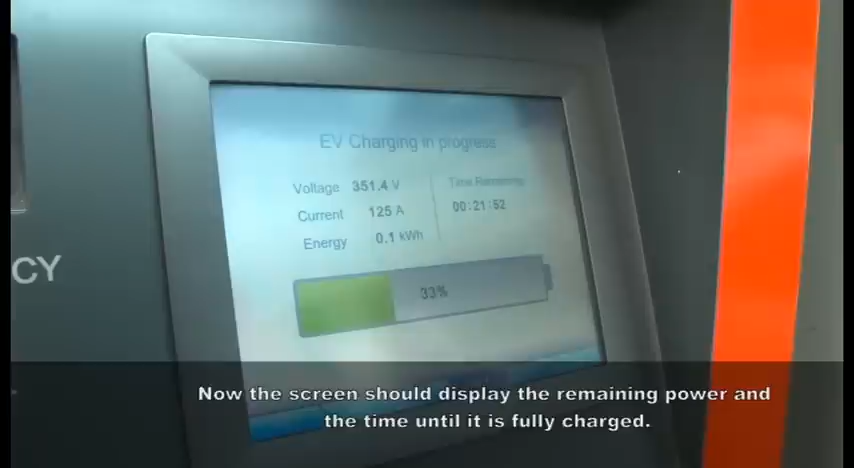 EV Charging in progress
Voltage 351.4 V
Time Remaining
Current 125 A
00:21:52
Energy 0.1 kWh
CY
33%
Now the screen should display the remaining power and
the time until it is fully charged.